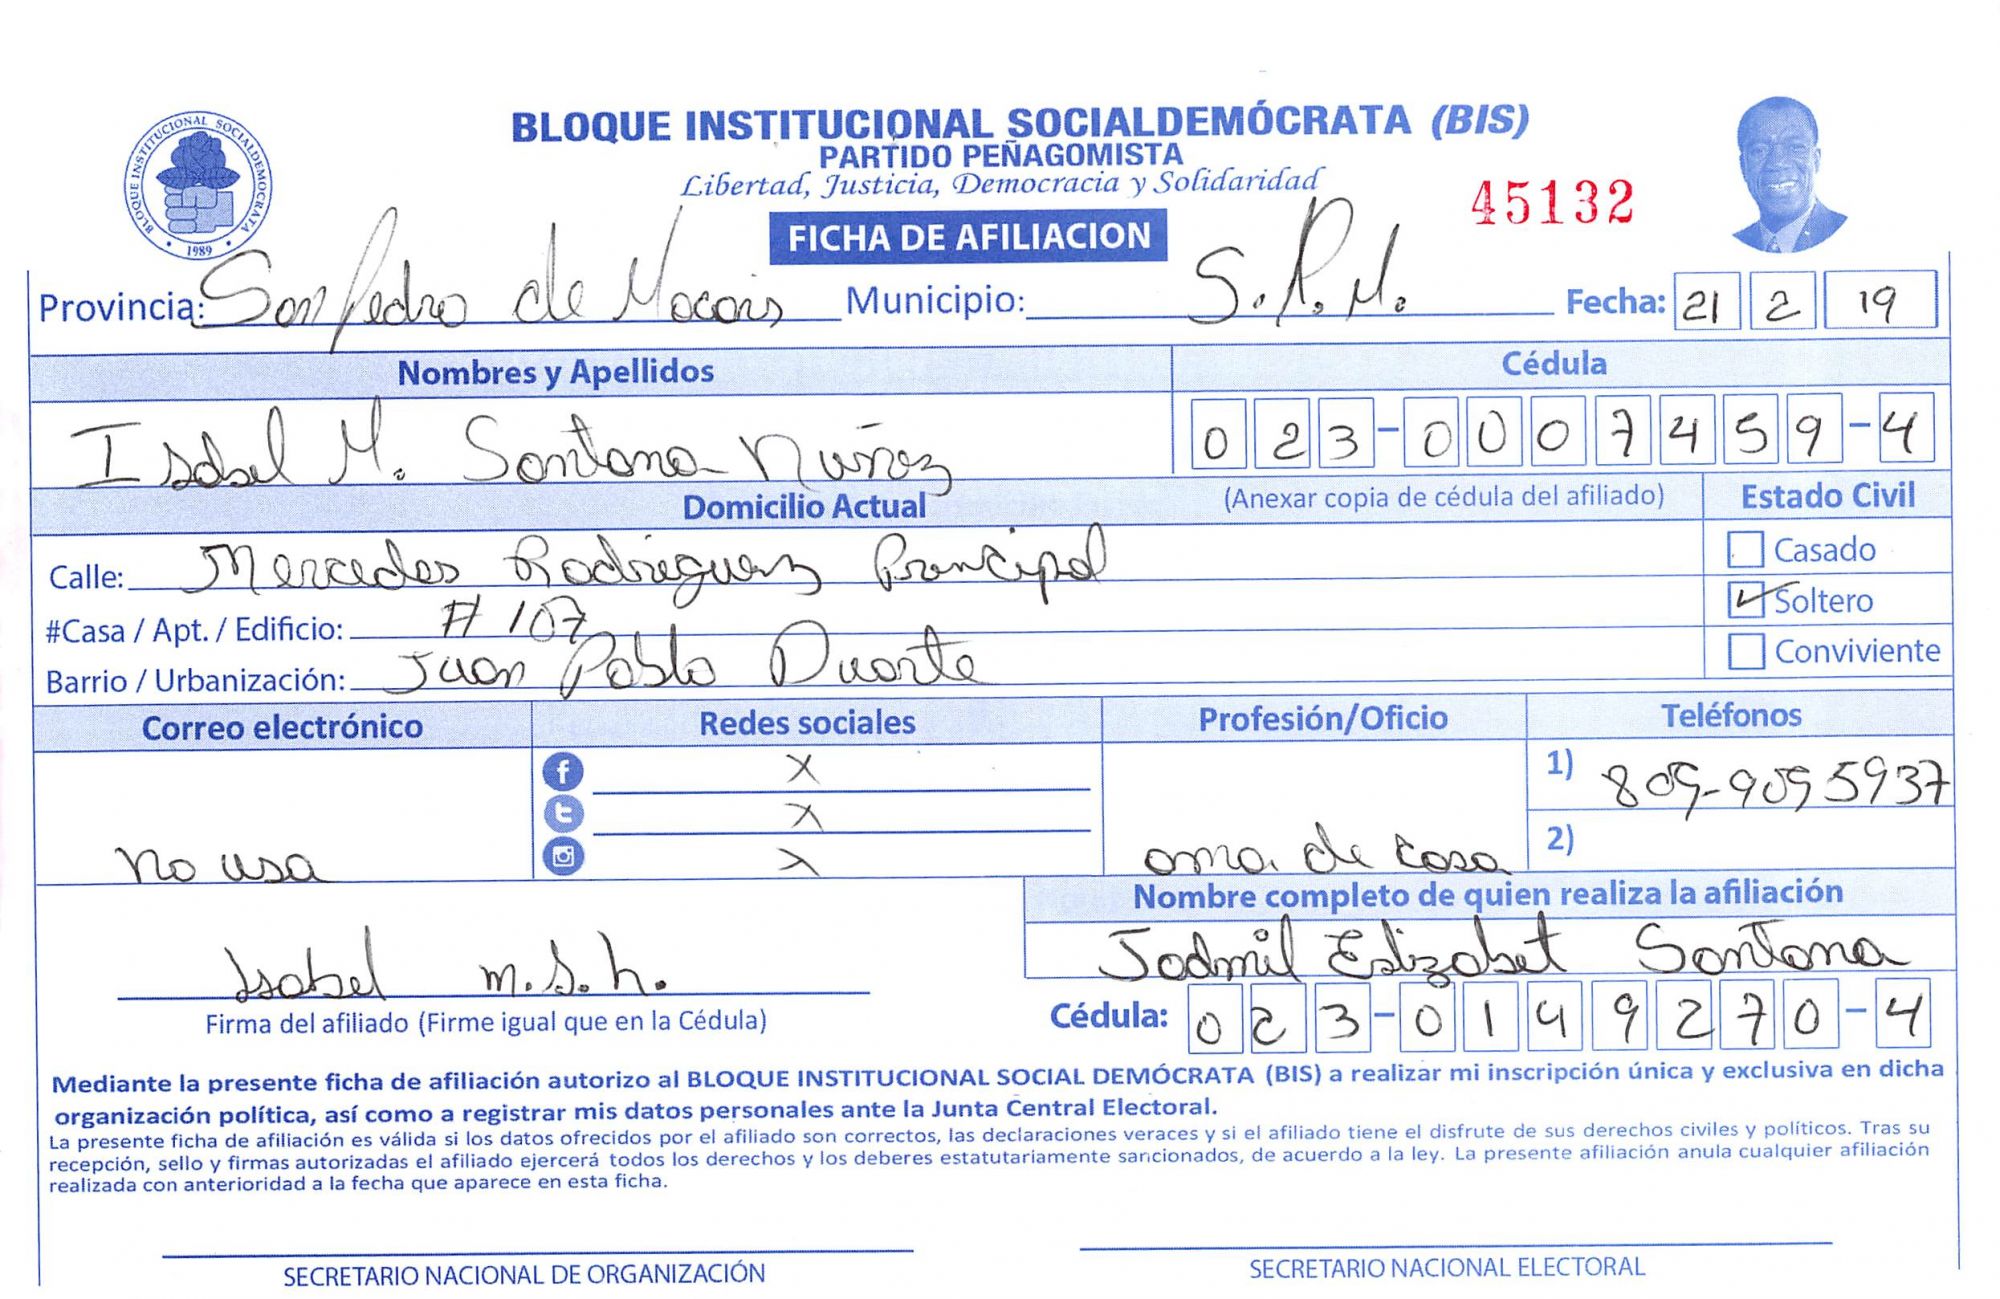 BLOQUE INSTITUCIONAL SOCIALDEMÓCRATA (BIS)
PARTIDO PEÑAGOMISTA
Libertad, Justicia, Democracia y Solidaridad
45132
FICHA DE AFILIACION
BLOQUE INSTITUCIONAL SOCIALDEMOCRATA
1989
Provincia: San Pedro de Macoris Municipio: S.P.M. Fecha: 21 2 19
Nombres y Apellidos Cédula
Isabel M. Santana Nuñez 023-0007459-4
Domicilio Actual (Anexar copia de cédula del afiliado) Estado Civil
Calle: Mercedes Rodriguenz Principal Casado
#Casa / Apt. / Edificio: # 107 Soltero
Barrio / Urbanización: Juan Pablo Duarte Conviviente
Correo electrónico Redes sociales Profesión/Oficio Teléfonos
X 1) 809-909 5937
X
no usa X ama de casa 2)
Nombre completo de quien realiza la afiliación
Jadmil Elizabet Santana
Isabel m.s.n.
Firma del afiliado (Firme igual que en la Cédula) Cédula: 023-0149270-4
Mediante la presente ficha de afiliación autorizo al BLOQUE INSTITUCIONAL SOCIAL DEMÓCRATA (BIS) a realizar mi inscripción única y exclusiva en dicha
organización política, así como a registrar mis datos personales ante la Junta Central Electoral.
La presente ficha de afiliación es válida si los datos ofrecidos por el afiliado son correctos, las declaraciones veraces y si el afiliado tiene el disfrute de sus derechos civiles y políticos. Tras su
recepción, sello y firmas autorizadas el afiliado ejercerá todos los derechos y los deberes estatutariamente sancionados, de acuerdo a la ley. La presente afiliación anula cualquier afiliación
realizada con anterioridad a la fecha que aparece en esta ficha.
SECRETARIO NACIONAL DE ORGANIZACIÓN SECRETARIO NACIONAL ELECTORAL